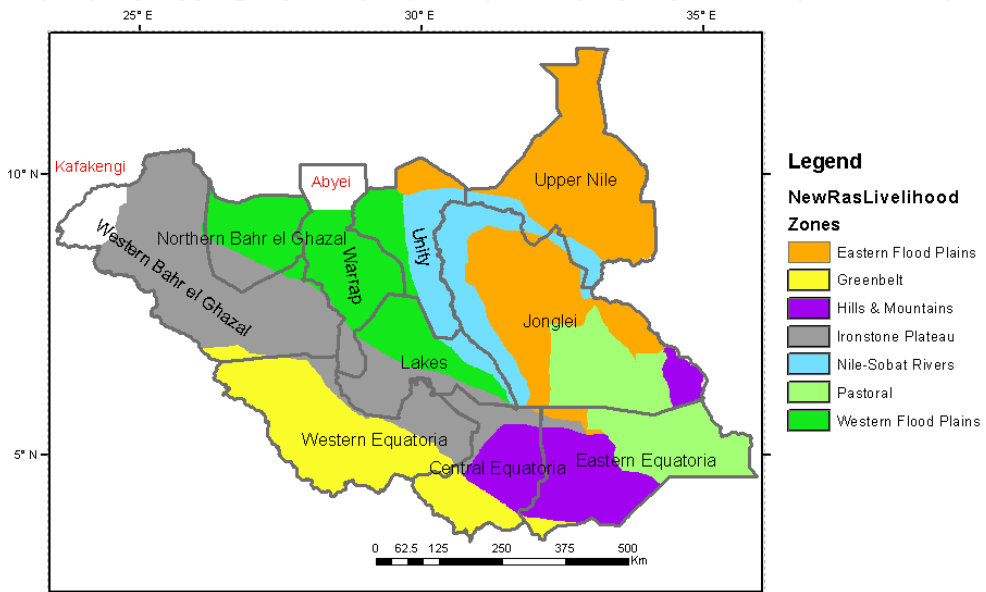 25° E
30° E
35° E
10° N
5° N
Kafakengi
Abyei
Upper Nile
Northern Bahr el Ghazal
Western Bahr el Ghazal
Warrap
Unity
Jonglei
Lakes
Western Equatoria
Central Equatoria
Eastern Equatoria
0 62.5 125 250 375 500
Km
Legend
NewRasLivelihood
Zones
Eastern Flood Plains
Greenbelt
Hills & Mountains
Ironstone Plateau
Nile-Sobat Rivers
Pastoral
Western Flood Plains